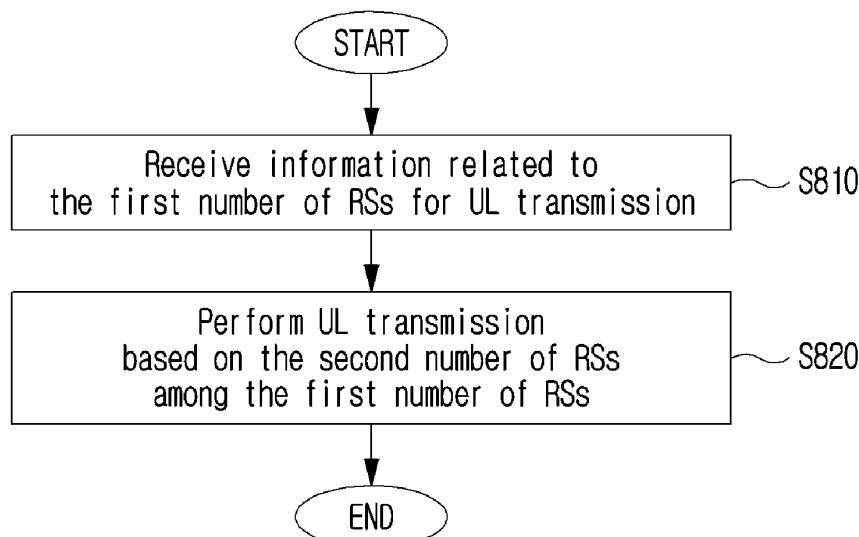 START
Receive information related to
the first number of RSs for UL transmission
S810
Perform UL transmission
based on the second number of RSs
among the first number of RSs
S820
END